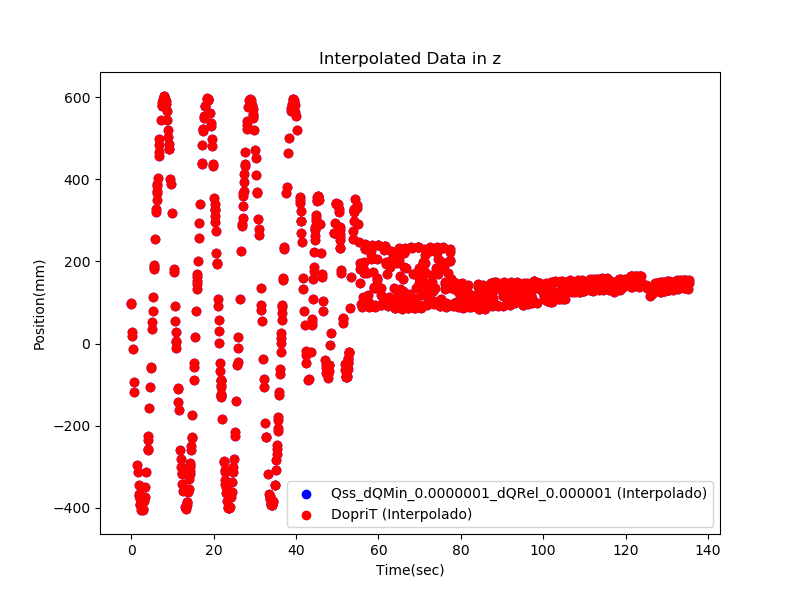 Interpolated Data in z
Position(mm)
600
400
200
0
−200
−400
0 20 40 60 80 100 120 140
Time(sec)
Qss_dQMin_0.0000001_dQRel_0.000001 (Interpolado)
DopriT (Interpolado)